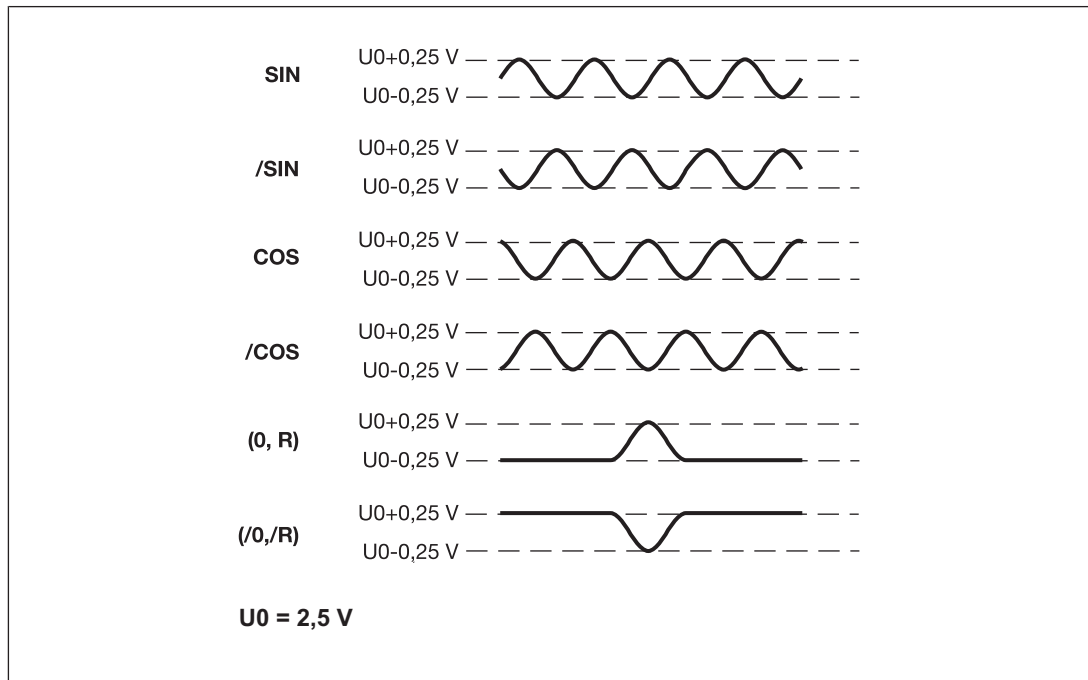 SIN
U0+0,25 V
U0-0,25 V
/SIN
U0+0,25 V
U0-0,25 V
COS
U0+0,25 V
U0-0,25 V
/COS
U0+0,25 V
U0-0,25 V
(0, R)
U0+0,25 V
U0-0,25 V
(/0,/R)
U0+0,25 V
U0-0,25 V
U0 = 2,5 V